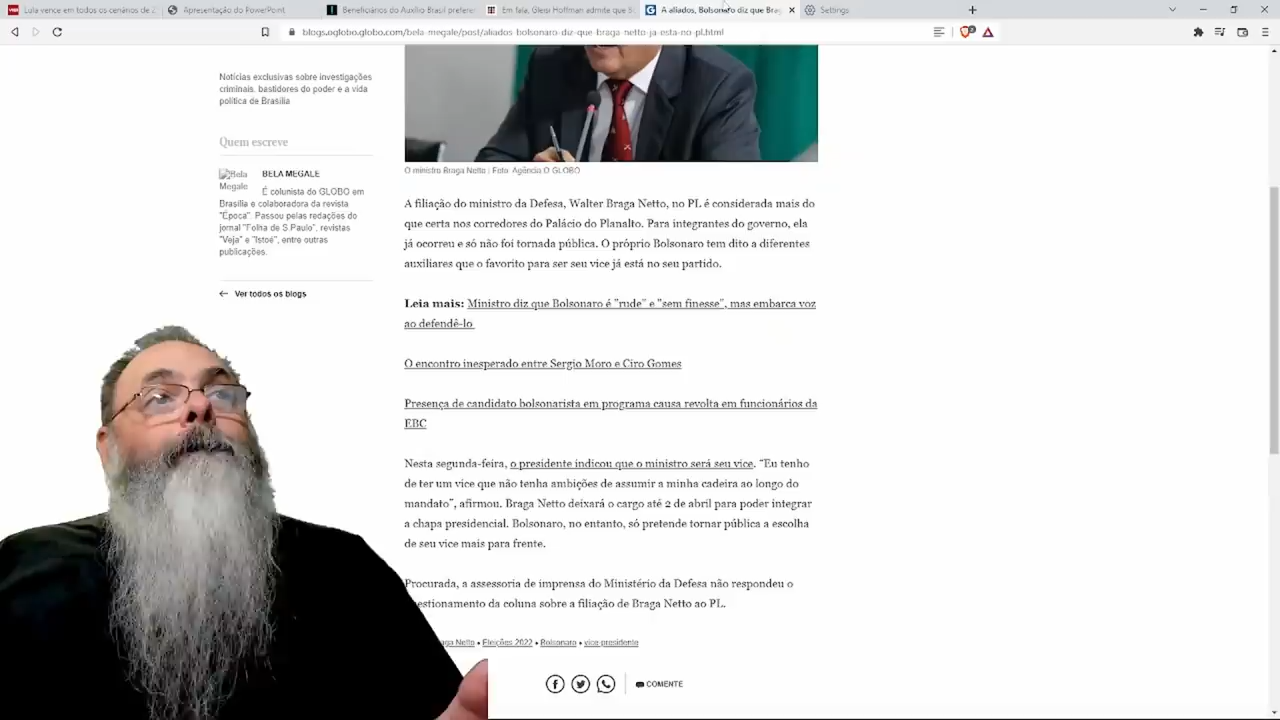 Lula vence em todos os cenários de 2
Apresentação do PowerPoint
Beneficiários do Auxílio Brasil prefere
Em fala, Gleisi Hoffman admite que S
A aliados, Bolsonaro diz que Brag
Settings
blogs.oglobo.globo.com/bela-megale/post/aliados-bolsonaro-diz-que-braga-netto-ja-esta-no-pl.html
Notícias exclusivas sobre investigações
criminais, bastidores do poder e a vida
política de Brasília
Quem escreve
Bela Megale
BELA MEGALE
É colunista do GLOBO em
Brasília e colaboradora da revista
"Época". Passou pelas redações do
jornal "Folha de S.Paulo", revistas
"Veja" e "Istoé", entre outras
publicações.
Ver todos os blogs
O ministro Braga Netto | Foto: Agência O GLOBO
A filiação do ministro da Defesa, Walter Braga Netto, no PL é considerada mais do
que certa nos corredores do Palácio do Planalto. Para integrantes do governo, ela
já ocorreu e só não foi tornada pública. O próprio Bolsonaro tem dito a diferentes
auxiliares que o favorito para ser seu vice já está no seu partido.
Leia mais: Ministro diz que Bolsonaro é "rude" e "sem finesse", mas embarca voz
ao defendê-lo
O encontro inesperado entre Sergio Moro e Ciro Gomes
Presença de candidato bolsonarista em programa causa revolta em funcionários da
EBC
Nesta segunda-feira, o presidente indicou que o ministro será seu vice. “Eu tenho
de ter um vice que não tenha ambições de assumir a minha cadeira ao longo do
mandato”, afirmou. Braga Netto deixará o cargo até 2 de abril para poder integrar
a chapa presidencial. Bolsonaro, no entanto, só pretende tornar pública a escolha
de seu vice mais para frente.
Procurada, a assessoria de imprensa do Ministério da Defesa não respondeu o
estionamento da coluna sobre a filiação de Braga Netto ao PL.
aga Netto • Eleições 2022 • Bolsonaro • vice-presidente
COMENTE